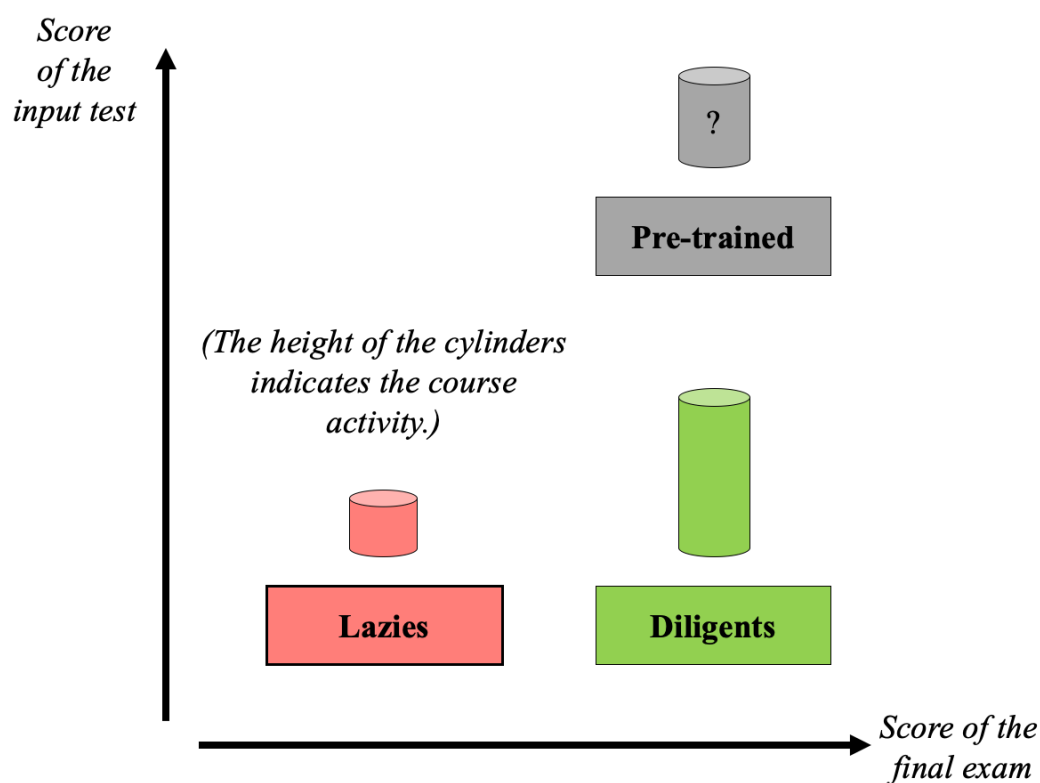 Score
of the
input test
?
Pre-trained
(The height of the cylinders
indicates the course
activity.)
Lazies
Diligents
Score of the
final exam